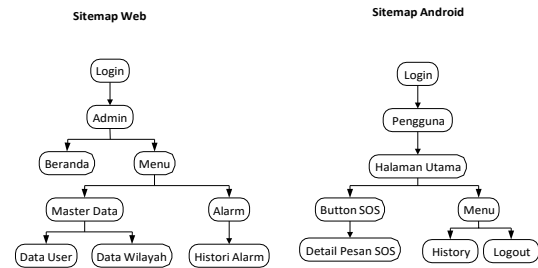 Sitemap Web
Login
Admin
Beranda
Menu
Master Data
Alarm
Data User
Data Wilayah
Histori Alarm
Sitemap Android
Login
Pengguna
Halaman Utama
Button SOS
Menu
Detail Pesan SOS
History
Logout